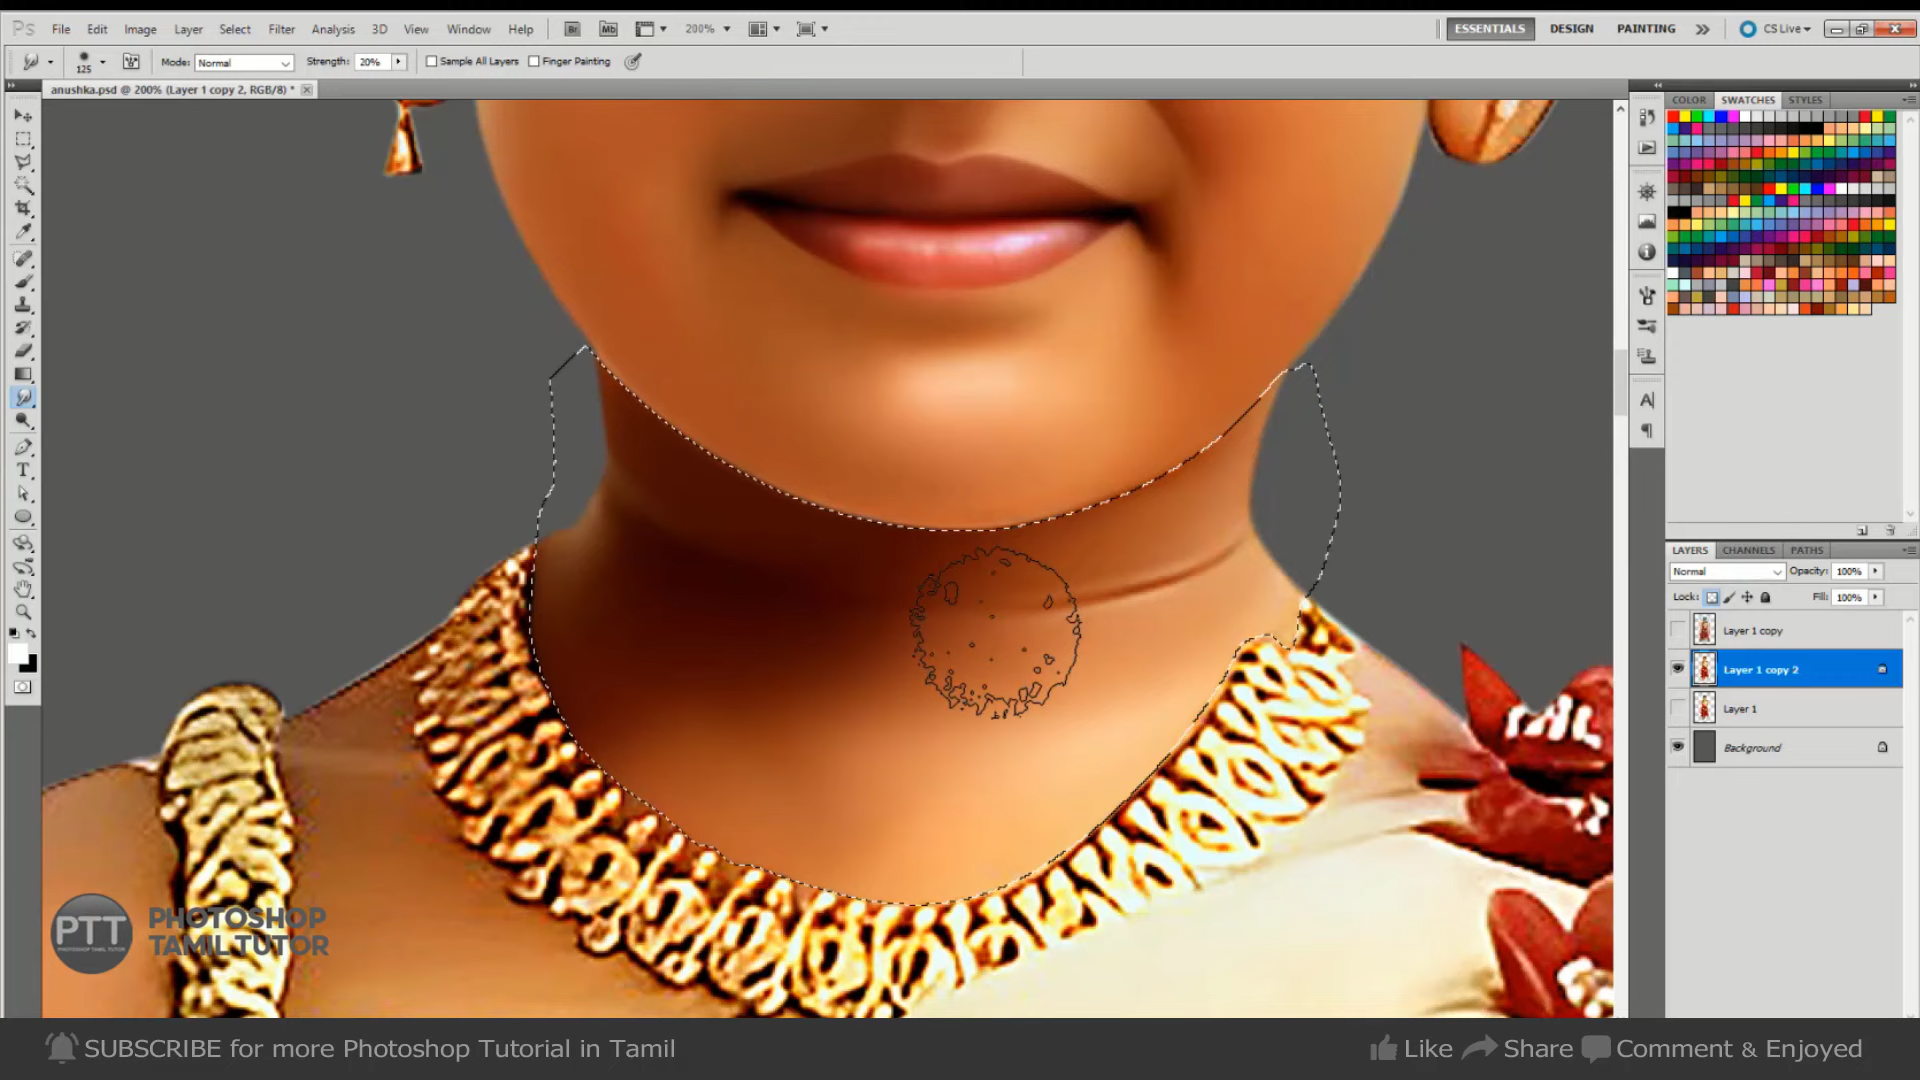 Ps File Edit Image Layer Select Filter Analysis 3D View Window Help Br Mb 200% ESSENTIALS DESIGN PAINTING CS Live
125 Mode: Normal Strength: 20% Sample All Layers Finger Painting
anushka.psd @ 200% (Layer 1 copy 2, RGB/8) *
COLOR SWATCHES STYLES
LAYERS CHANNELS PATHS
Normal Opacity: 100%
Lock: Fill: 100%
Layer 1 copy
Layer 1 copy 2
Layer 1
Background
PTT PHOTOSHOP
TAMIL TUTOR
SUBSCRIBE for more Photoshop Tutorial in Tamil Like Share Comment & Enjoyed